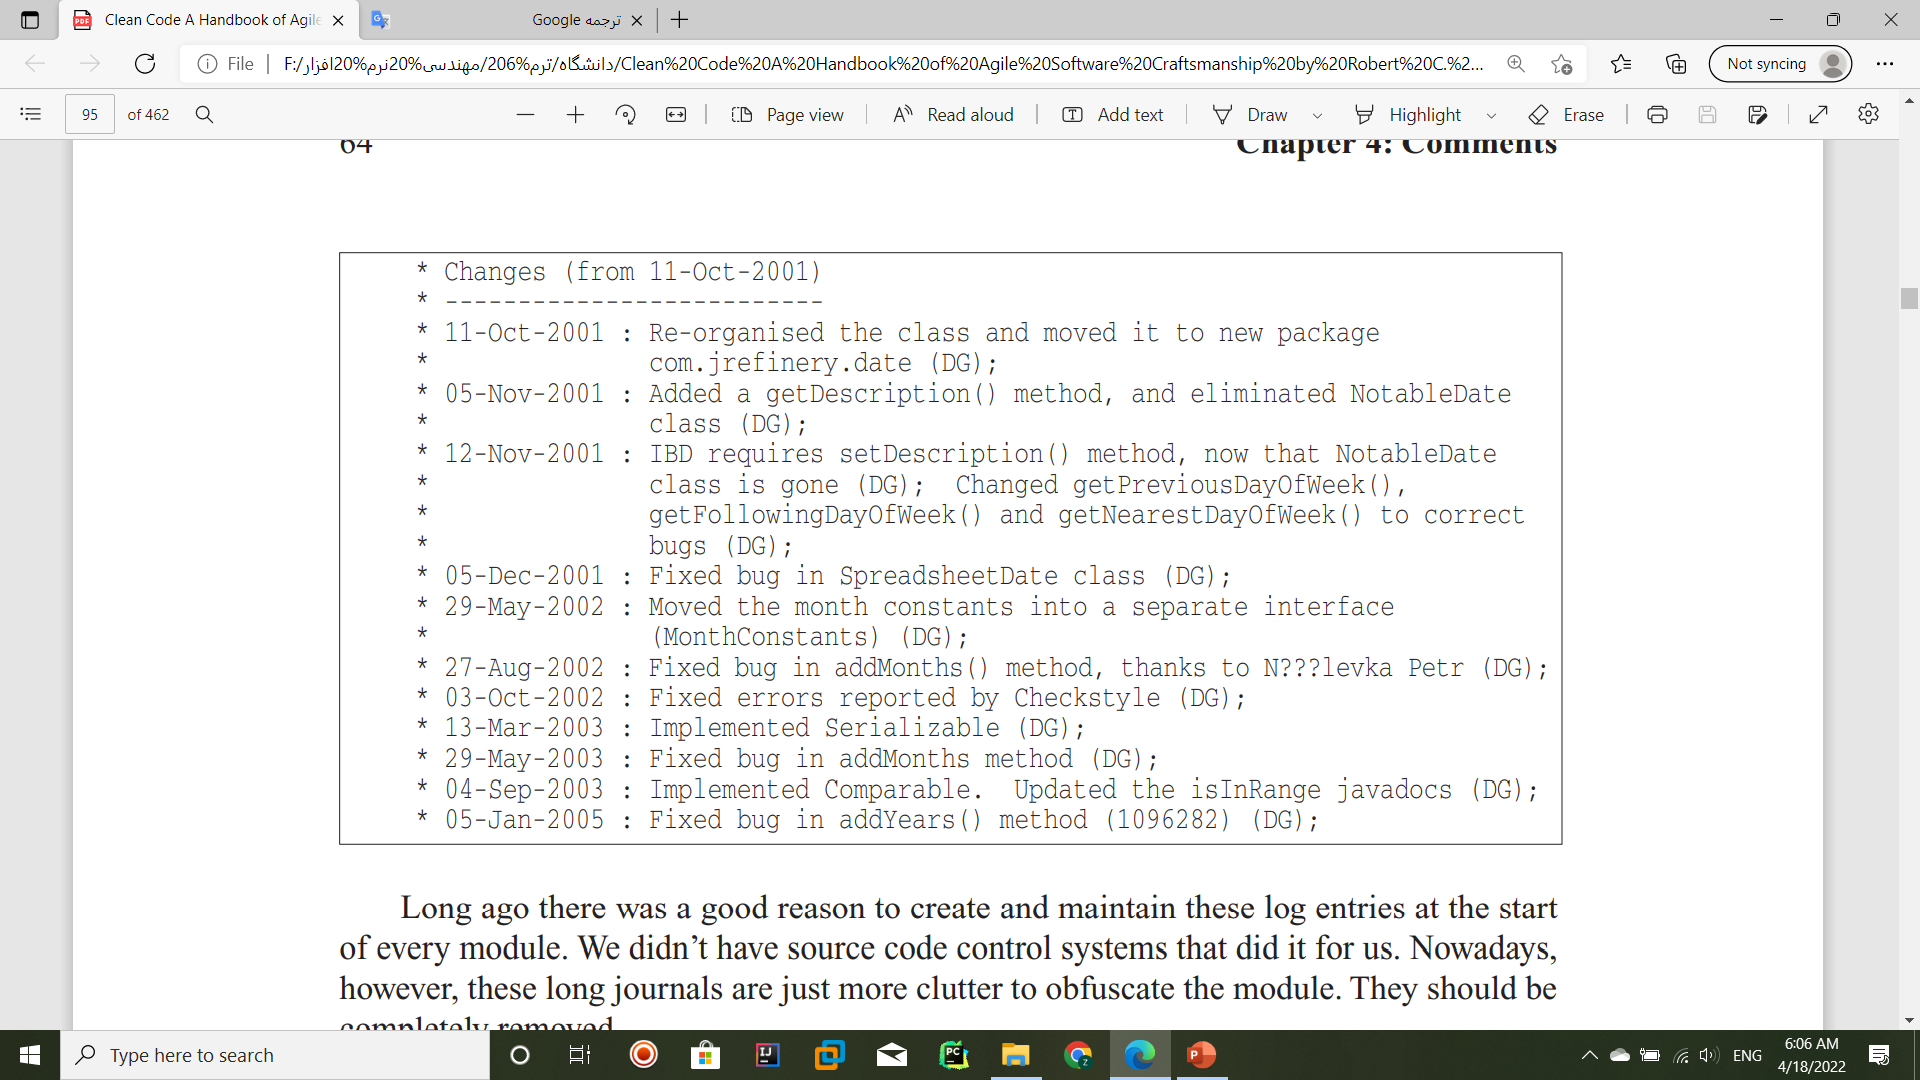 Clean Code A Handbook of Agile
ترجمه Google
File
F:/دانشگاه/ترم%206/مهندسی%20نرم%20افزار/Clean%20Code%20A%20Handbook%20of%20Agile%20Software%20Craftsmanship%20by%20Robert%20C.%2...
Not syncing
95 of 462
Page view
Read aloud
Add text
Draw
Highlight
Erase
64 Chapter 4: Comments
* Changes (from 11-Oct-2001)
* --------------------------
* 11-Oct-2001 : Re-organised the class and moved it to new package
* com.jrefinery.date (DG);
* 05-Nov-2001 : Added a getDescription() method, and eliminated NotableDate
* class (DG);
* 12-Nov-2001 : IBD requires setDescription() method, now that NotableDate
* class is gone (DG);  Changed getPreviousDayOfWeek(),
* getFollowingDayOfWeek() and getNearestDayOfWeek() to correct
* bugs (DG);
* 05-Dec-2001 : Fixed bug in SpreadsheetDate class (DG);
* 29-May-2002 : Moved the month constants into a separate interface
* (MonthConstants) (DG);
* 27-Aug-2002 : Fixed bug in addMonths() method, thanks to N???levka Petr (DG);
* 03-Oct-2002 : Fixed errors reported by Checkstyle (DG);
* 13-Mar-2003 : Implemented Serializable (DG);
* 29-May-2003 : Fixed bug in addMonths method (DG);
* 04-Sep-2003 : Implemented Comparable.  Updated the isInRange javadocs (DG);
* 05-Jan-2005 : Fixed bug in addYears() method (1096282) (DG);
Long ago there was a good reason to create and maintain these log entries at the start
of every module. We didn't have source code control systems that did it for us. Nowadays,
however, these long journals are just more clutter to obfuscate the module. They should be
completely removed.
Type here to search
ENG
6:06 AM
4/18/2022